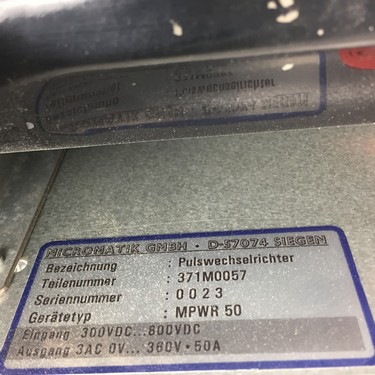 MICROMATIK GMBH · D-57074 SIEGEN
Bezeichnung : Pulswechselrichter
Teilenummer : 371M0057
Seriennummer : 0023
Gerätetyp : MPWR 50
Eingang 300VDC...800VDC
Ausgang 3AC 0V... 360V·50A